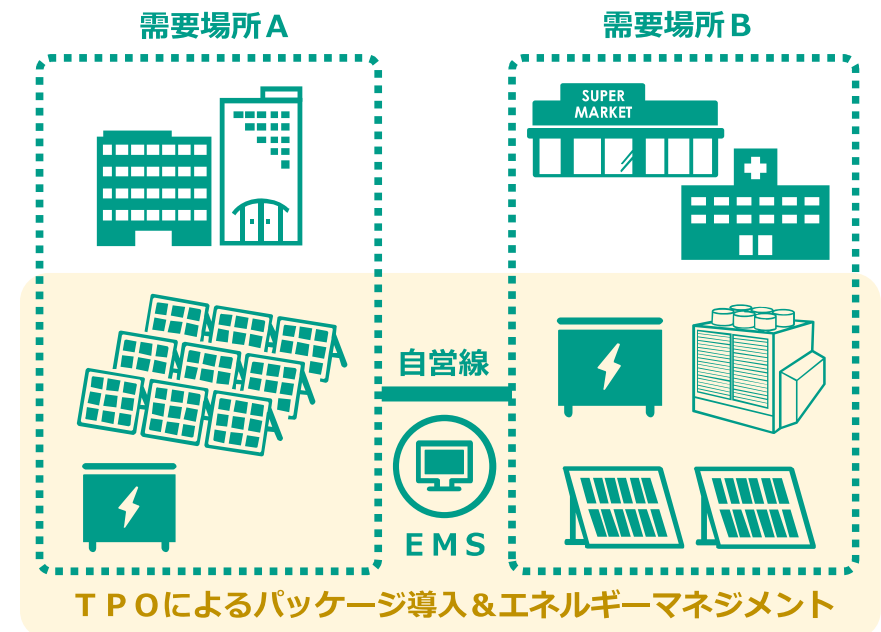 需要場所A
需要場所B
SUPER
MARKET
自営線
EMS
TPOによるパッケージ導入&エネルギーマネジメント